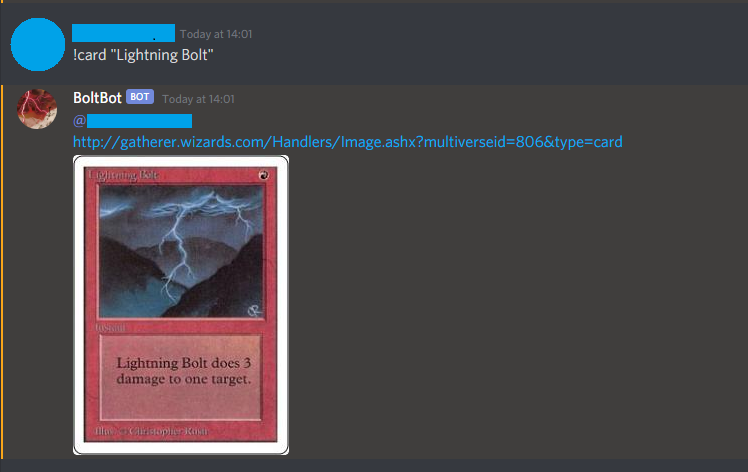 Today at 14:01
!card "Lightning Bolt"
BoltBot BOT Today at 14:01
@
http://gatherer.wizards.com/Handlers/Image.ashx?multiverseid=806&type=card
Lightning Bolt
Instant
Lightning Bolt does 3
damage to one target.
Illus. © Christopher Rush